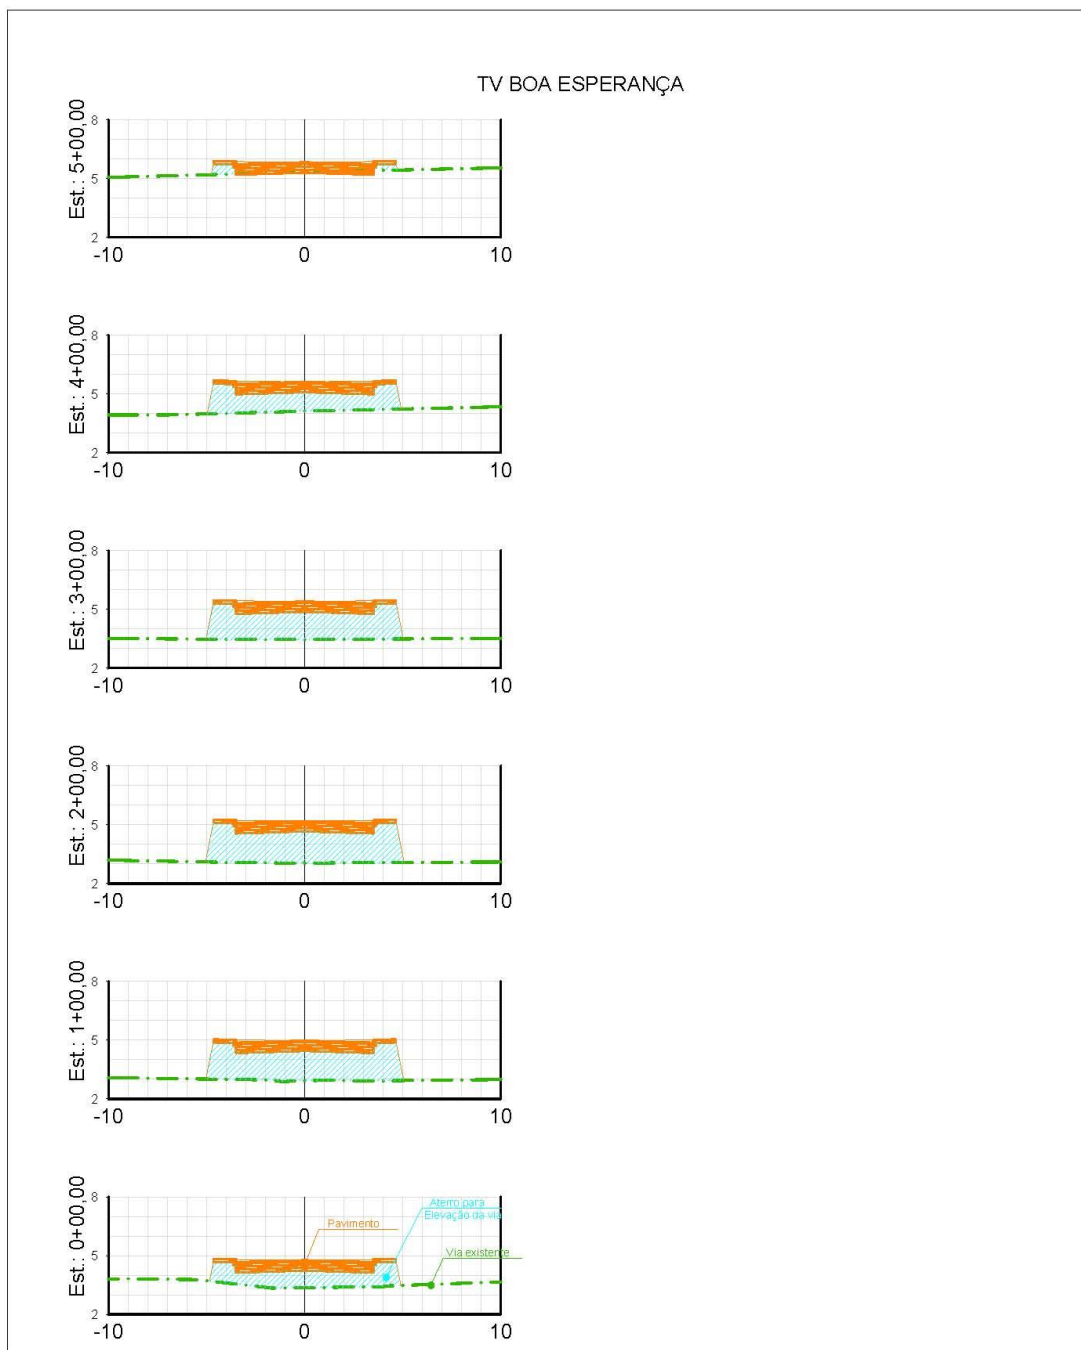 TV BOA ESPERANÇA
Est.: 5+00,00
8
5
2
-10 0 10
Est.: 4+00,00
8
5
2
-10 0 10
Est.: 3+00,00
8
5
2
-10 0 10
Est.: 2+00,00
8
5
2
-10 0 10
Est.: 1+00,00
8
5
2
-10 0 10
Est.: 0+00,00
8
5
2
-10 0 10
Aterro para
Elevação da via
Pavimento
Via existente